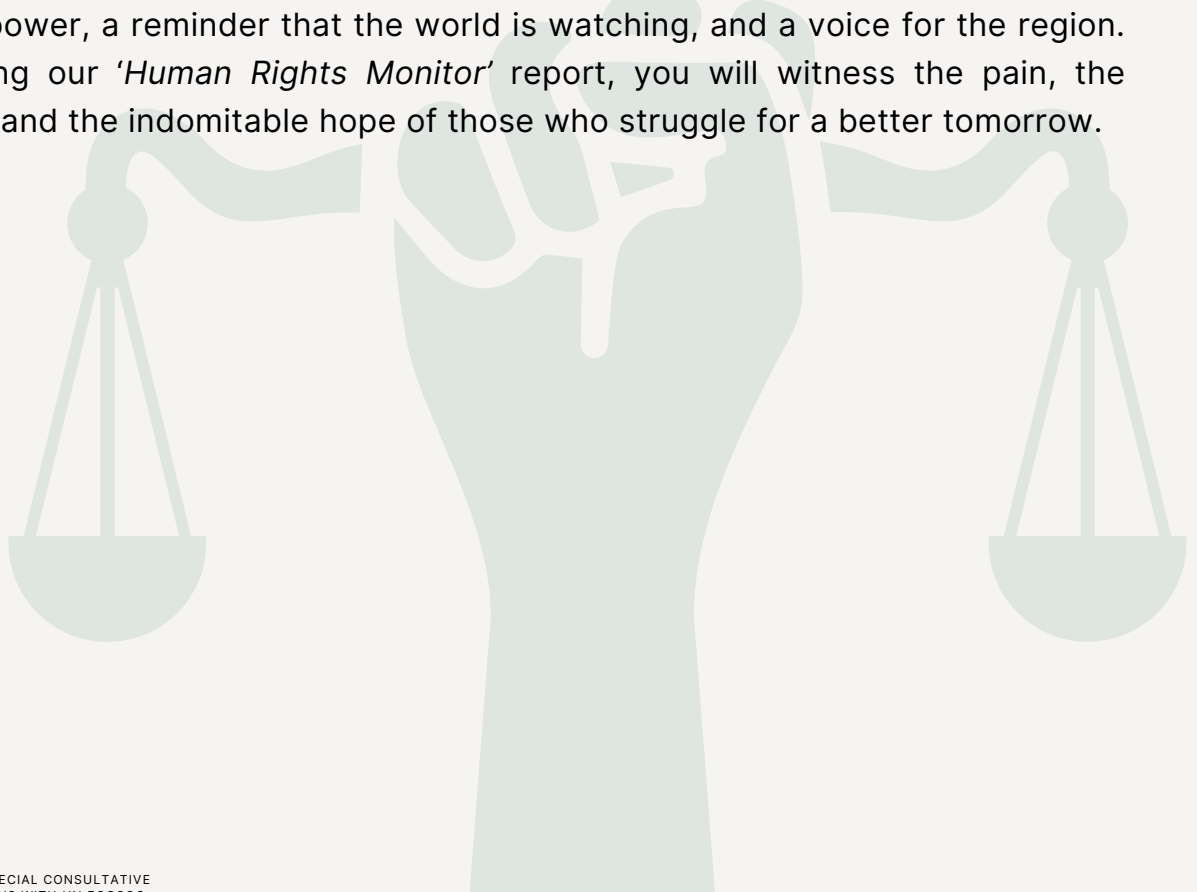 power, a reminder that the world is watching, and a voice for the region.
ng our ‘Human Rights Monitor’ report, you will witness the pain, the
and the indomitable hope of those who struggle for a better tomorrow.
ECIAL CONSULTATIVE